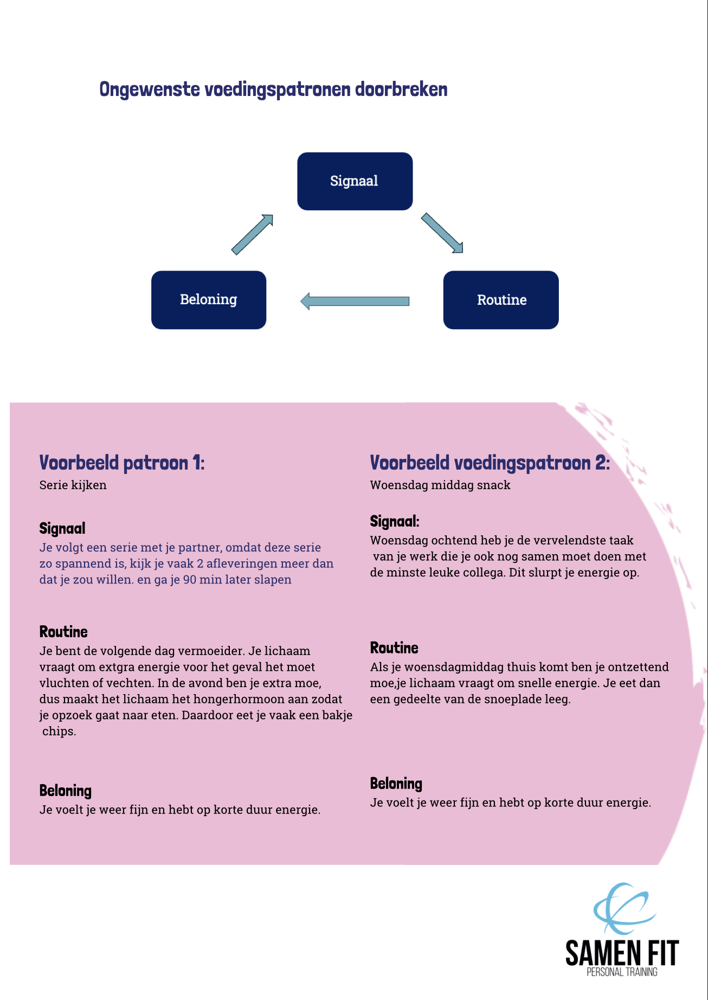 Ongewenste voedingspatronen doorbreken
Signaal
Beloning
Routine
Voorbeeld patroon 1:
Serie kijken
Signaal
Je volgt een serie met je partner, omdat deze serie
zo spannend is, kijk je vaak 2 afleveringen meer dan
dat je zou willen. en ga je 90 min later slapen
Routine
Je bent de volgende dag vermoeider. Je lichaam
vraagt om extgra energie voor het geval het moet
vluchten of vechten. In de avond ben je extra moe,
dus maakt het lichaam het hongerhormoon aan zodat
je opzoek gaat naar eten. Daardoor eet je vaak een bakje
chips.
Beloning
Je voelt je weer fijn en hebt op korte duur energie.
Voorbeeld voedingspatroon 2:
Woensdag middag snack
Signaal:
Woensdag ochtend heb je de vervelendste taak
van je werk die je ook nog samen moet doen met
de minste leuke collega. Dit slurpt je energie op.
Routine
Als je woensdagmiddag thuis komt ben je ontzettend
moe,je lichaam vraagt om snelle energie. Je eet dan
een gedeelte van de snoeplade leeg.
Beloning
Je voelt je weer fijn en hebt op korte duur energie.
SAMEN FIT
PERSONAL TRAINING